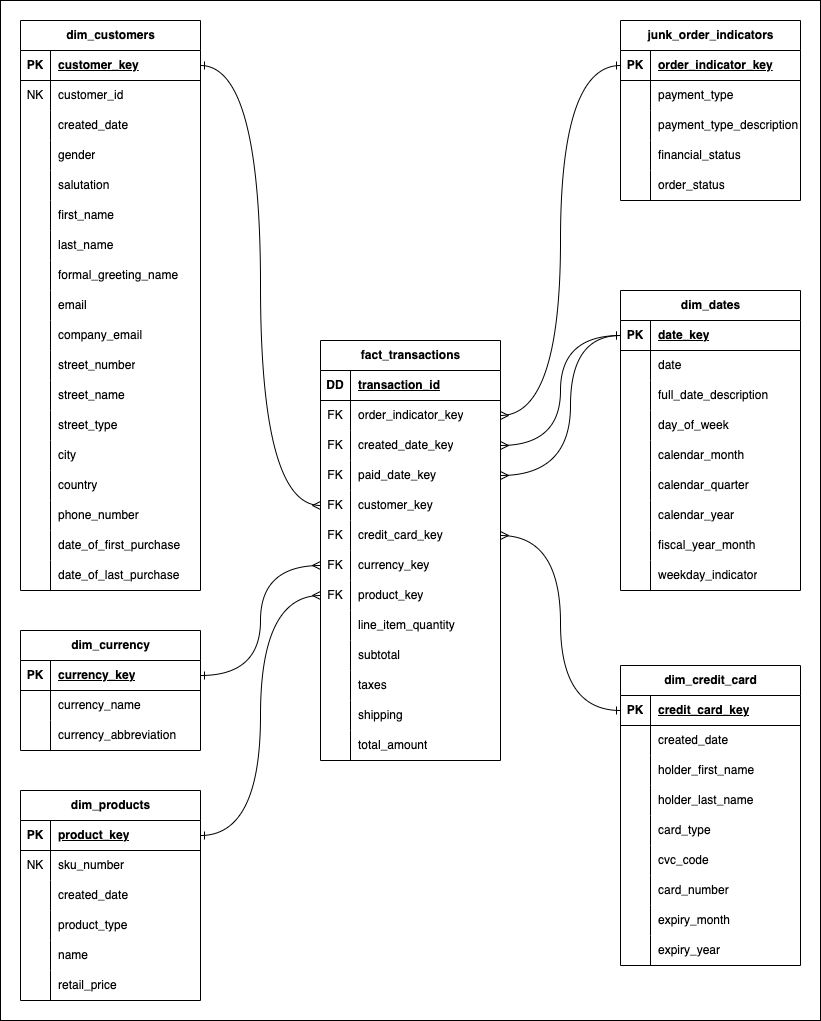 dim_customers
PK customer_key
NK customer_id
created_date
gender
salutation
first_name
last_name
formal_greeting_name
email
company_email
street_number
street_name
street_type
city
country
phone_number
date_of_first_purchase
date_of_last_purchase
dim_currency
PK currency_key
currency_name
currency_abbreviation
dim_products
PK product_key
NK sku_number
created_date
product_type
name
retail_price
fact_transactions
DD transaction_id
FK order_indicator_key
FK created_date_key
FK paid_date_key
FK customer_key
FK credit_card_key
FK currency_key
FK product_key
line_item_quantity
subtotal
taxes
shipping
total_amount
junk_order_indicators
PK order_indicator_key
payment_type
payment_type_description
financial_status
order_status
dim_dates
PK date_key
date
full_date_description
day_of_week
calendar_month
calendar_quarter
calendar_year
fiscal_year_month
weekday_indicator
dim_credit_card
PK credit_card_key
created_date
holder_first_name
holder_last_name
card_type
cvc_code
card_number
expiry_month
expiry_year